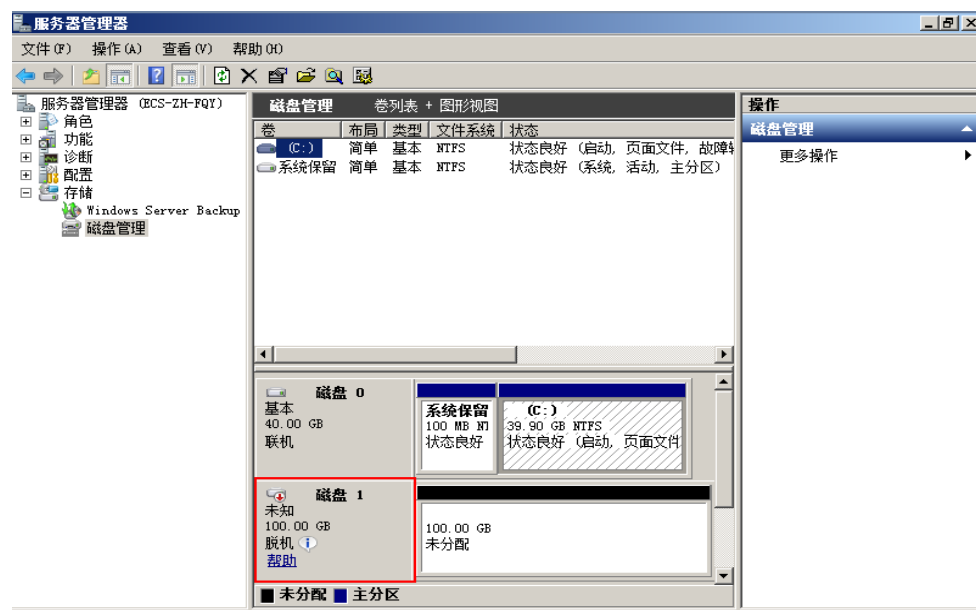 服务器管理器
文件(F) 操作(A) 查看(V) 帮助(H)
服务器管理器 (ECS-ZH-FQY)
角色
功能
诊断
配置
存储
Windows Server Backup
磁盘管理
磁盘管理 卷列表 + 图形视图
卷 布局 类型 文件系统 状态
(C:) 简单 基本 NTFS 状态良好 (启动, 页面文件, 故障转
系统保留 简单 基本 NTFS 状态良好 (系统, 活动, 主分区)
磁盘 0
基本
40.00 GB
联机
系统保留
100 MB NT
状态良好
(C:)
39.90 GB NTFS
状态良好 (启动, 页面文件
磁盘 1
未知
100.00 GB
脱机
帮助
100.00 GB
未分配
未分配 主分区
操作
磁盘管理
更多操作